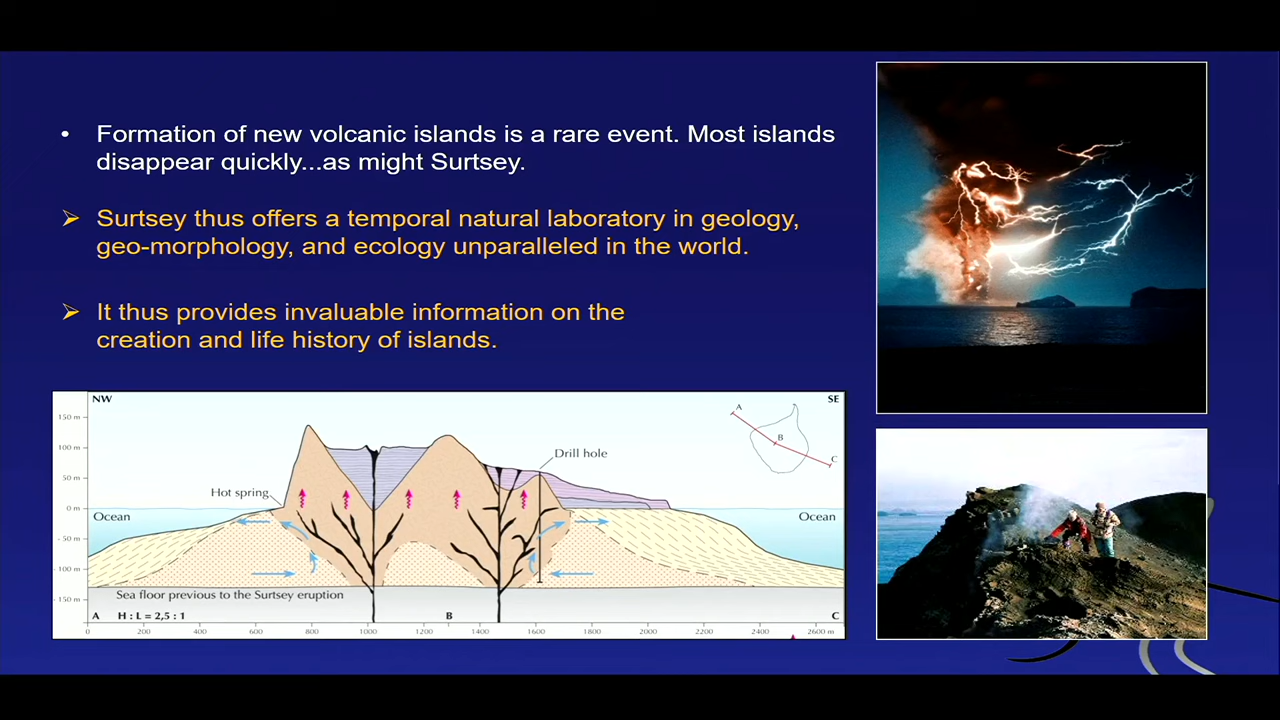 • Formation of new volcanic islands is a rare event. Most islands
disappear quickly...as might Surtsey.
➢ Surtsey thus offers a temporal natural laboratory in geology,
geo-morphology, and ecology unparalleled in the world.
➢ It thus provides invaluable information on the
creation and life history of islands.
NW
SE
150 m
100 m
50 m
0 m
- 50 m
- 100 m
- 150 m
A
B
C
Drill hole
Hot spring
Ocean
Ocean
Sea floor previous to the Surtsey eruption
A H : L = 2,5 : 1 B C
0 200 400 600 800 1000 1200 1400 1600 1800 2000 2200 2400 2600 m